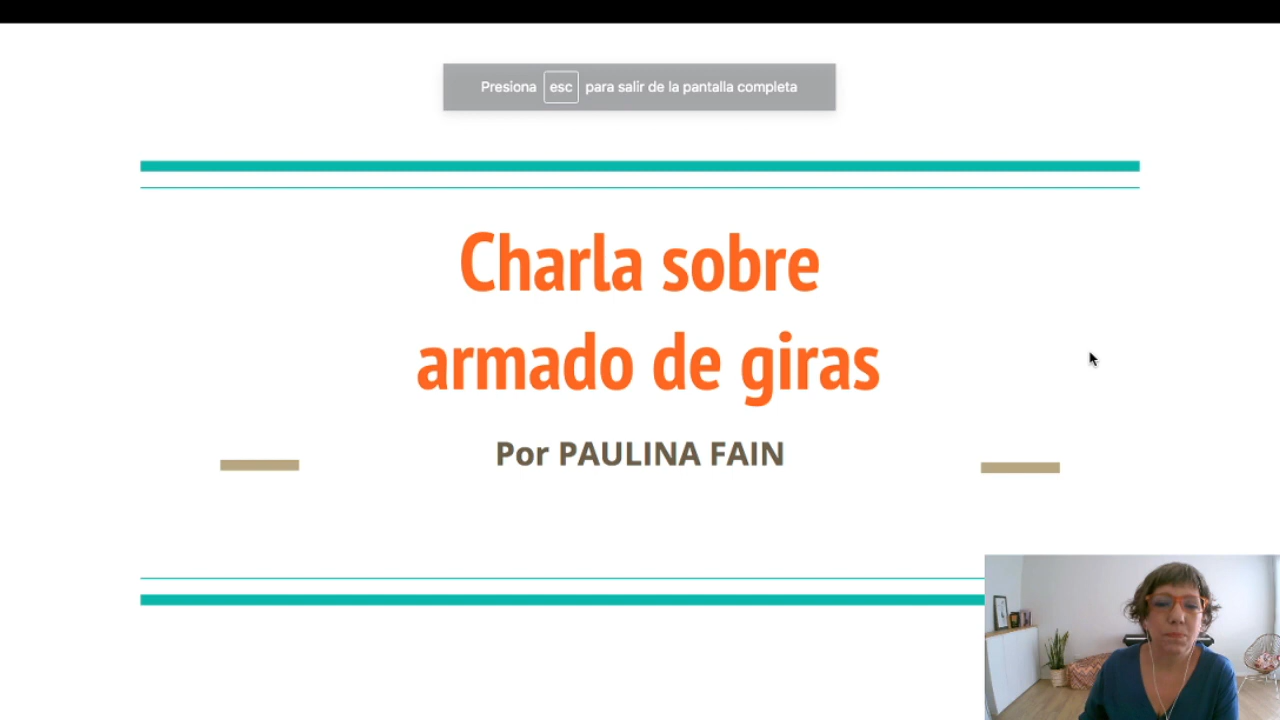 Presiona esc para salir de la pantalla completa
Charla sobre
armado de giras
Por PAULINA FAIN